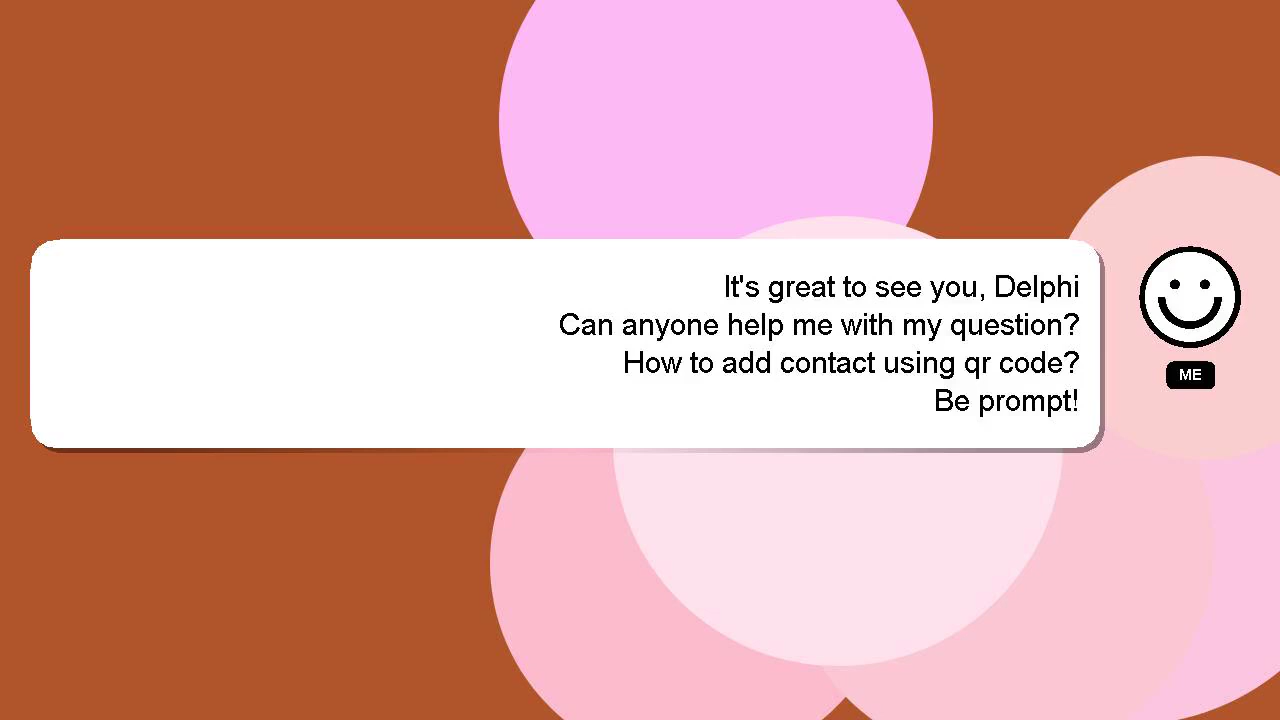 It's great to see you, Delphi
Can anyone help me with my question?
How to add contact using qr code?
Be prompt!
ME